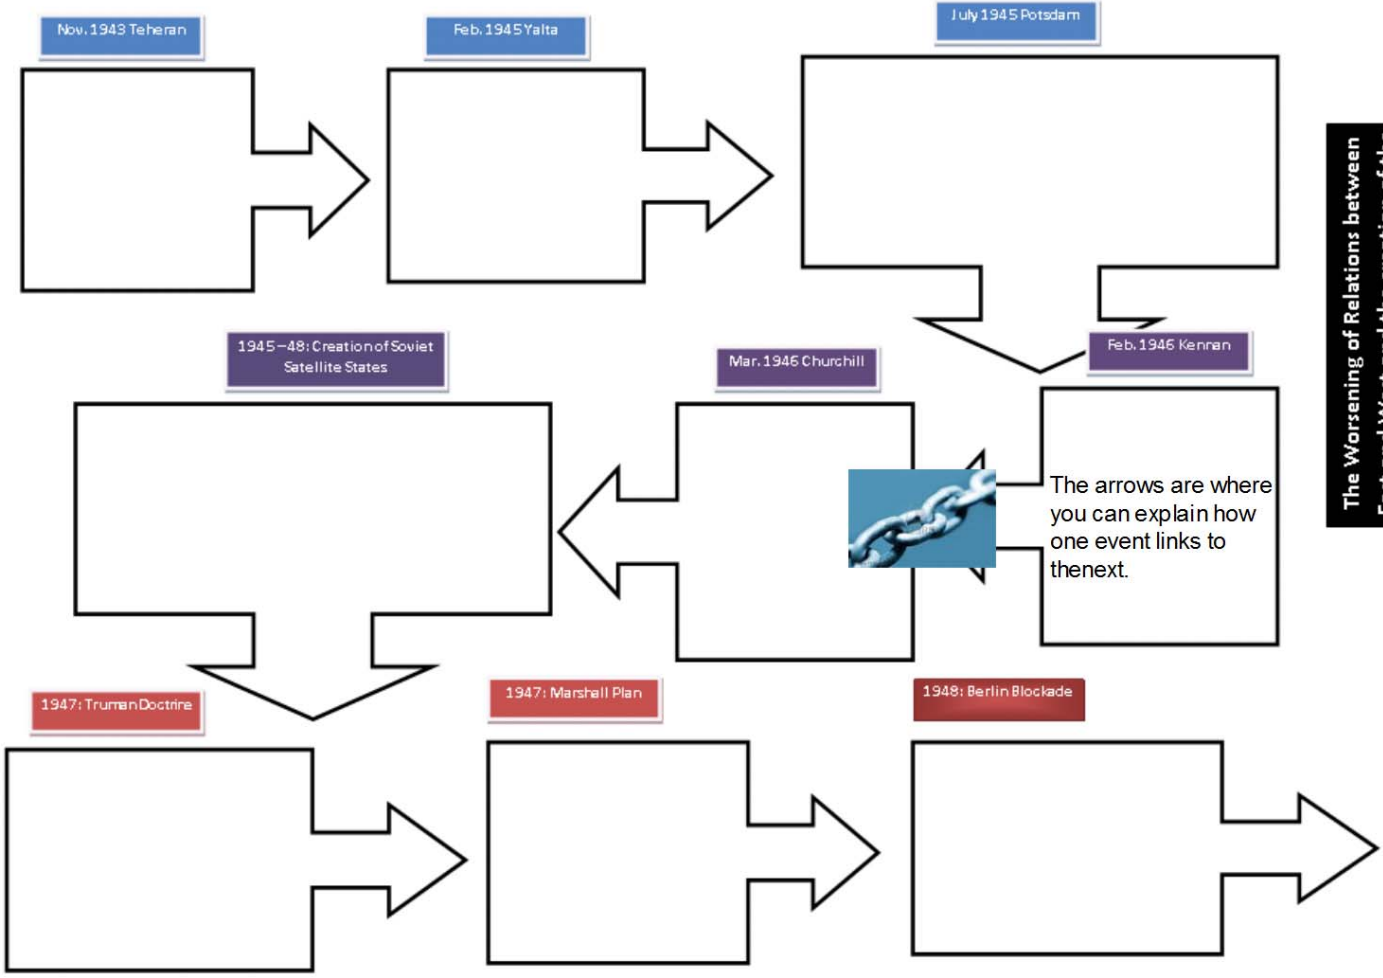 Nov. 1943 Teheran
Feb. 1945 Yalta
July 1945 Potsdam
The Worsening of Relations between
1945–48: Creation of Soviet
Satellite States
Mar. 1946 Churchill
Feb. 1946 Kennan
The arrows are where
you can explain how
one event links to
thenext.
1947: Truman Doctrine
1947: Marshall Plan
1948: Berlin Blockade